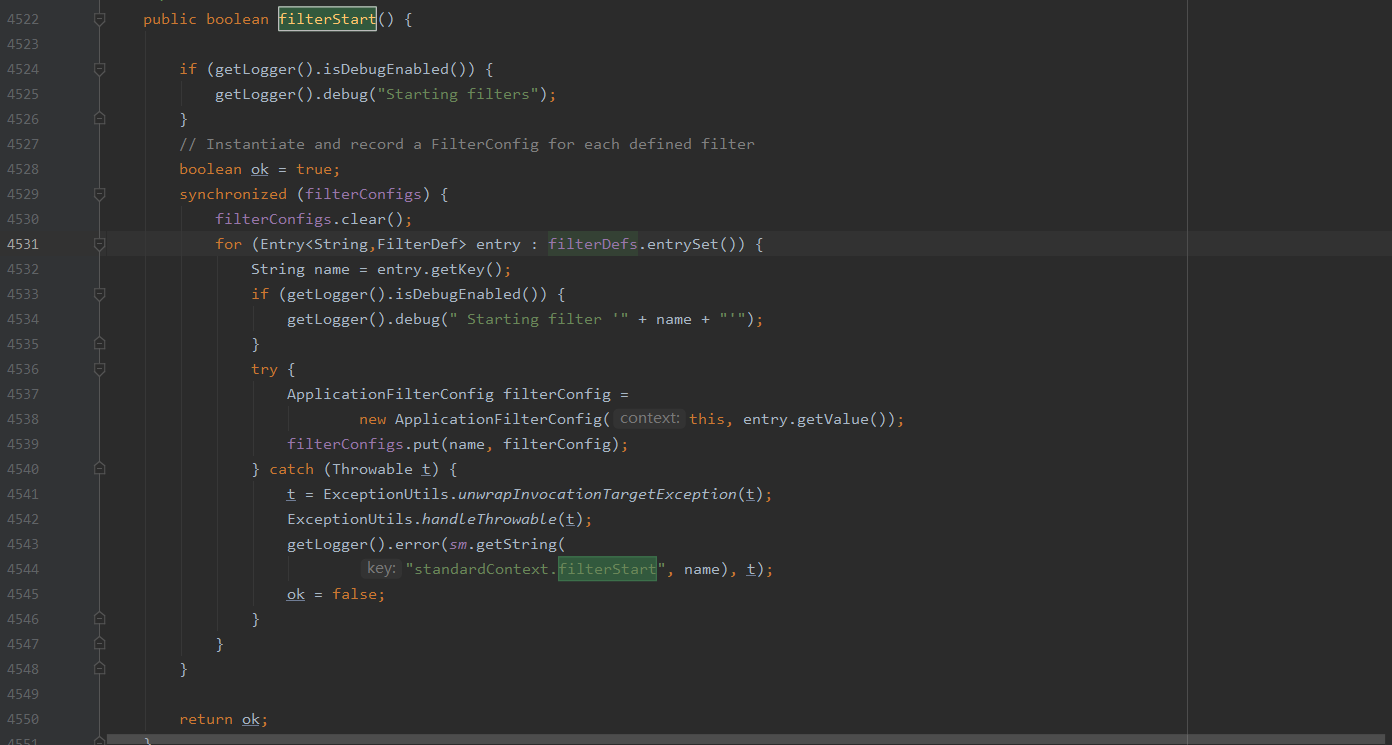 4522 public boolean filterStart() {
4523
4524 if (getLogger().isDebugEnabled()) {
4525 getLogger().debug("Starting filters");
4526 }
4527 // Instantiate and record a FilterConfig for each defined filter
4528 boolean ok = true;
4529 synchronized (filterConfigs) {
4530 filterConfigs.clear();
4531 for (Entry<String,FilterDef> entry : filterDefs.entrySet()) {
4532 String name = entry.getKey();
4533 if (getLogger().isDebugEnabled()) {
4534 getLogger().debug(" Starting filter '" + name + "'");
4535 }
4536 try {
4537 ApplicationFilterConfig filterConfig =
4538 new ApplicationFilterConfig( context: this, entry.getValue());
4539 filterConfigs.put(name, filterConfig);
4540 } catch (Throwable t) {
4541 t = ExceptionUtils.unwrapInvocationTargetException(t);
4542 ExceptionUtils.handleThrowable(t);
4543 getLogger().error(sm.getString(
4544 key: "standardContext.filterStart", name), t);
4545 ok = false;
4546 }
4547 }
4548 }
4549
4550 return ok;
4551 }